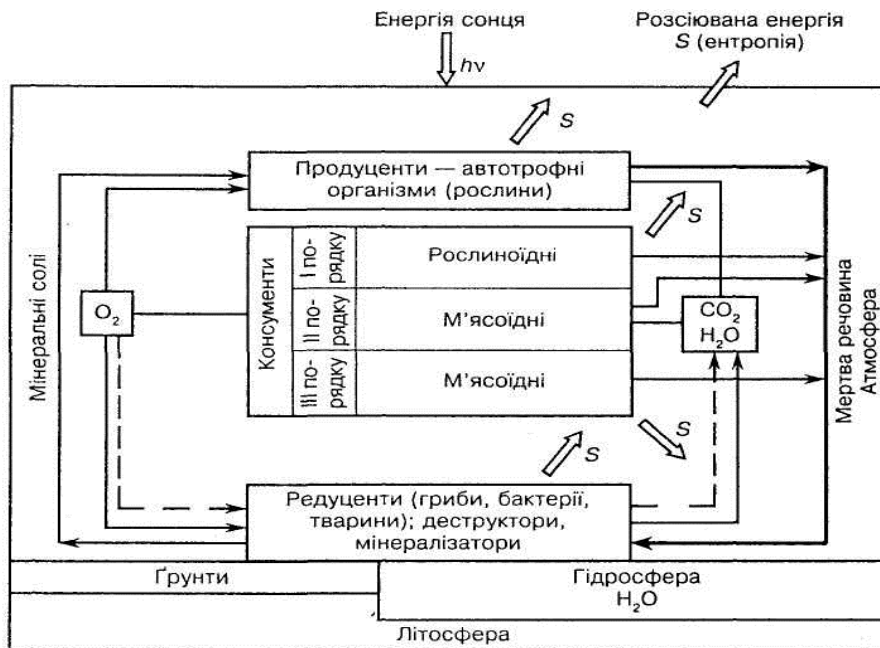 Енергія сонця
hν
Розсіювана енергія
S (ентропія)
S
Продуценти — автотрофні
організми (рослини)
S
Мінеральні солі
O₂
Консументи
I по-
рядку
Рослиноїдні
II по-
рядку
М'ясоїдні
III по-
рядку
М'ясоїдні
CO₂
H₂O
Мертва речовина
Атмосфера
S
S
Редуценти (гриби, бактерії,
тварини); деструктори,
мінералізатори
Ґрунти
Гідросфера
H₂O
Літосфера